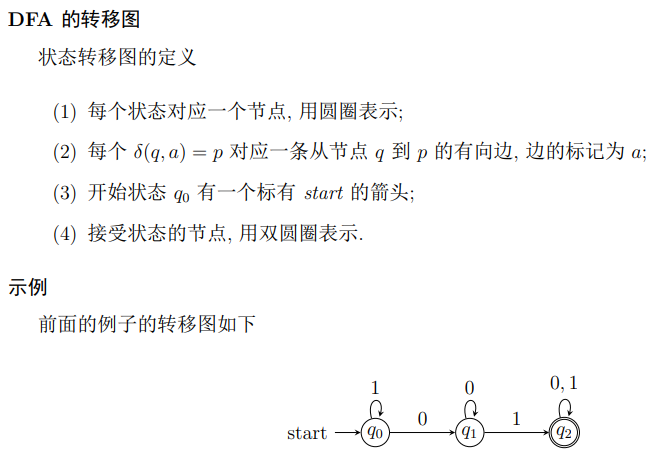 DFA 的转移图
状态转移图的定义
(1) 每个状态对应一个节点, 用圆圈表示;
(2) 每个 δ(q, a) = p 对应一条从节点 q 到 p 的有向边, 边的标记为 a;
(3) 开始状态 q₀ 有一个标有 start 的箭头;
(4) 接受状态的节点, 用双圆圈表示.
示例
前面的例子的转移图如下
1 0 0, 1
start q₀ 0 q₁ 1 q₂